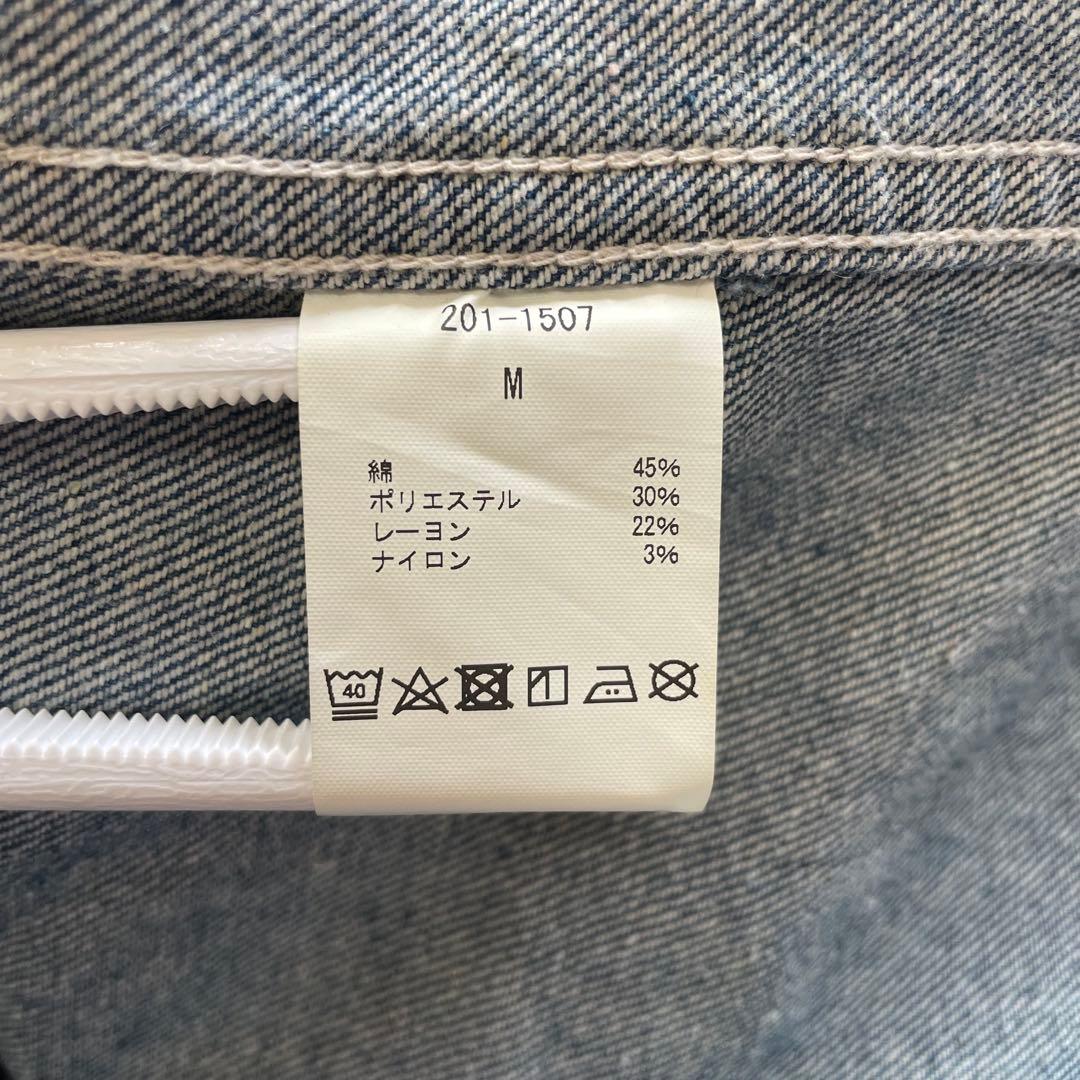 201-1507
M
綿 45%
ポリエステル 30%
レーヨン 22%
ナイロン 3%
40